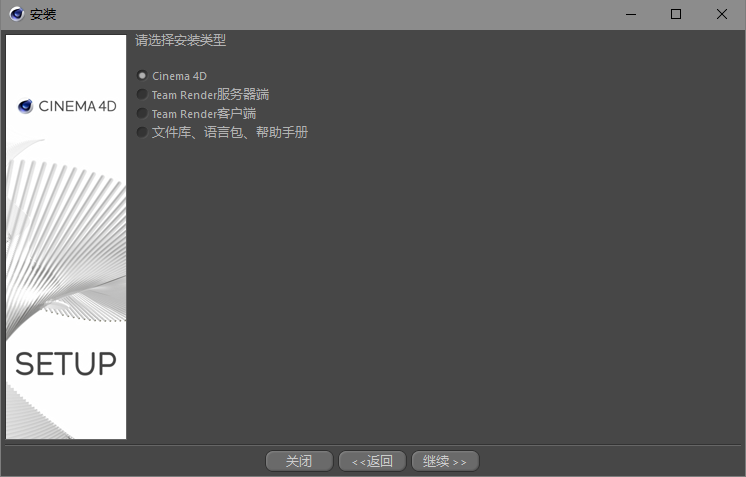 安装
请选择安装类型
Cinema 4D
CINEMA 4D
Team Render服务器端
Team Render客户端
文件库、语言包、帮助手册
SETUP
关闭
<<返回
继续 >>